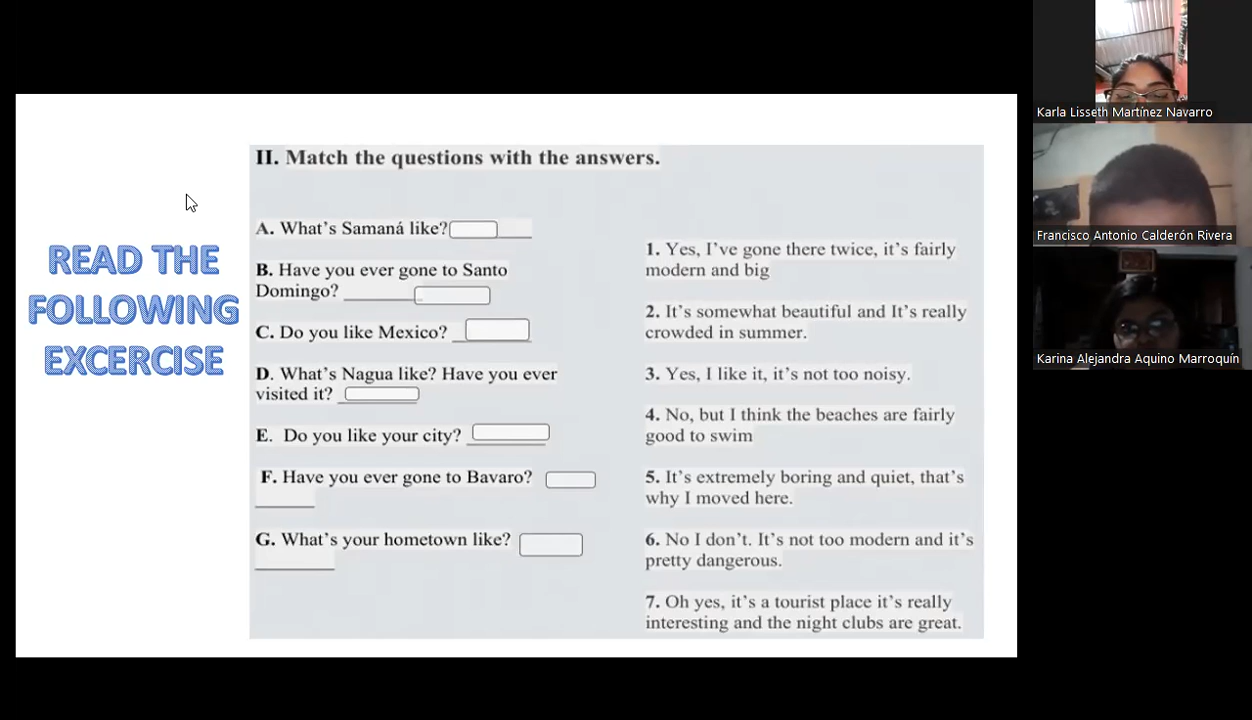 READ THE
FOLLOWING
EXCERCISE
II. Match the questions with the answers.
A. What's Samaná like?
B. Have you ever gone to Santo
Domingo?
C. Do you like Mexico?
D. What's Nagua like? Have you ever
visited it?
E. Do you like your city?
F. Have you ever gone to Bavaro?
G. What's your hometown like?
1. Yes, I've gone there twice, it's fairly
modern and big
2. It's somewhat beautiful and It's really
crowded in summer.
3. Yes, I like it, it's not too noisy.
4. No, but I think the beaches are fairly
good to swim
5. It's extremely boring and quiet, that's
why I moved here.
6. No I don't. It's not too modern and it's
pretty dangerous.
7. Oh yes, it's a tourist place it's really
interesting and the night clubs are great.
Karla Lisseth Martínez Navarro
Francisco Antonio Calderón Rivera
Karina Alejandra Aquino Marroquín